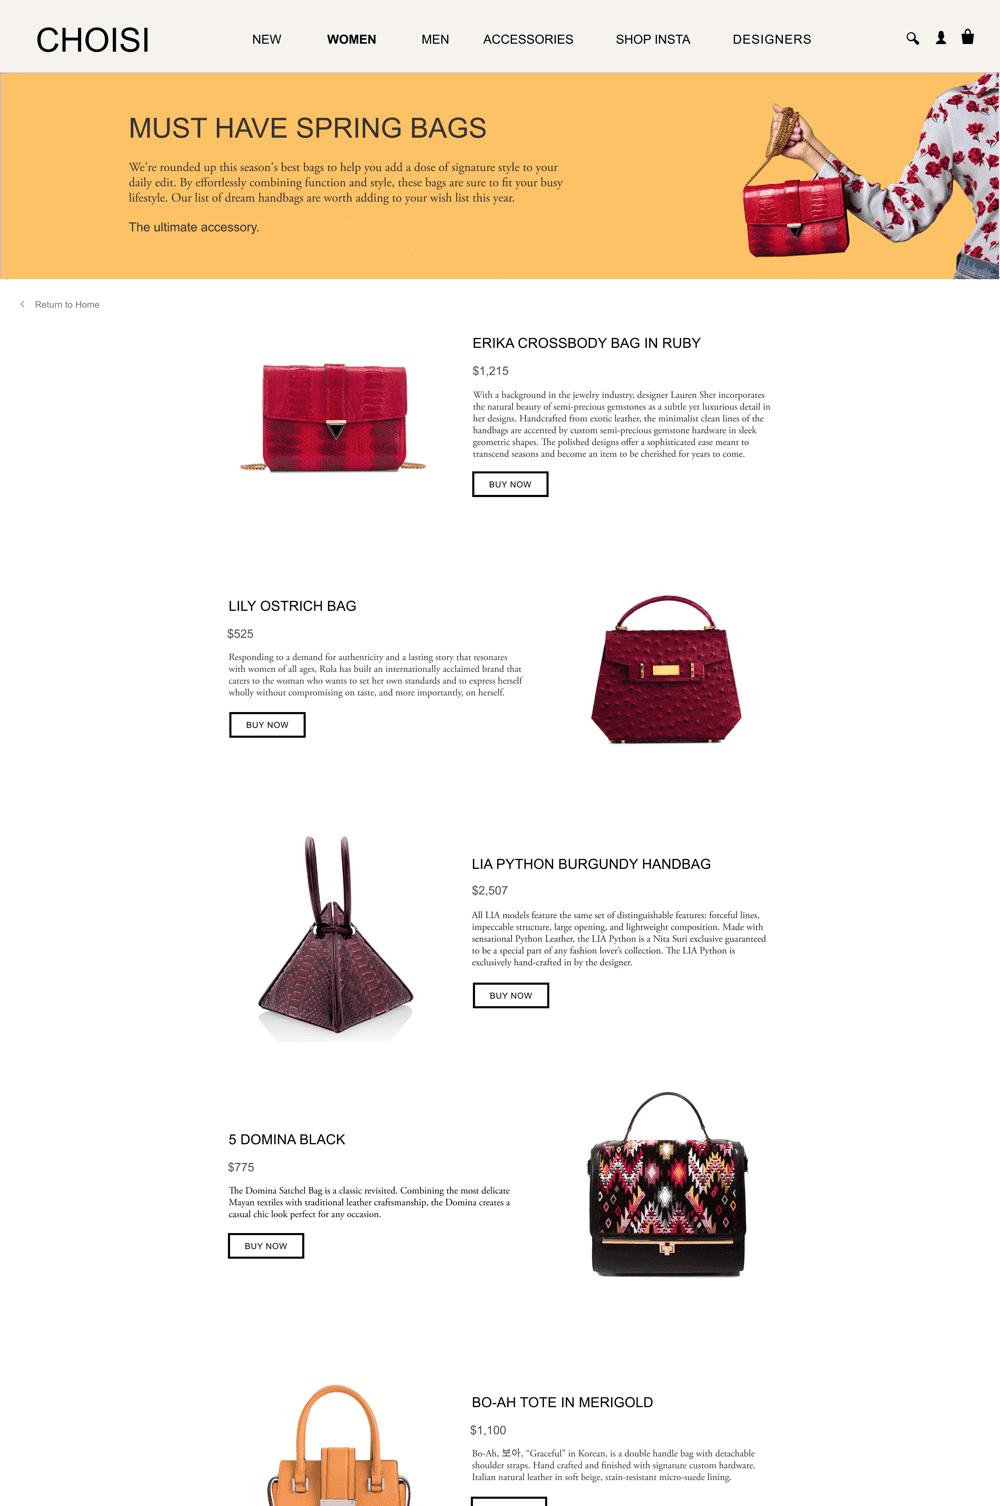 CHOISI
NEW WOMEN MEN ACCESSORIES SHOP INSTA DESIGNERS
MUST HAVE SPRING BAGS
We're rounded up this season's best bags to help you add a dose of signature style to your
daily edit. By effortlessly combining function and style, these bags are sure to fit your busy
lifestyle. Our list of dream handbags are worth adding to your wish list this year.
The ultimate accessory.
Return to Home
ERIKA CROSSBODY BAG IN RUBY
$1,215
With a background in the jewelry industry, designer Lauren Sher incorporates
the natural beauty of semi-precious gemstones as a subtle yet luxurious detail in
her designs. Handcrafted from exotic leather, the minimalist clean lines of the
handbags are accented by custom semi-precious gemstone hardware in sleek
geometric shapes. The polished designs offer a sophisticated ease meant to
transcend seasons and become an item to be cherished for years to come.
BUY NOW
LILY OSTRICH BAG
$525
Responding to a demand for authenticity and a lasting story that resonates
with women of all ages, Rula has built an internationally acclaimed brand that
caters to the woman who wants to set her own standards and to express herself
wholly without compromising on taste, and more importantly, on herself.
BUY NOW
LIA PYTHON BURGUNDY HANDBAG
$2,507
All LIA models feature the same set of distinguishable features: forceful lines,
impeccable structure, large opening, and lightweight composition. Made with
sensational Python Leather, the LIA Python is a Nita Suri exclusive guaranteed
to be a special part of any fashion lover's collection. The LIA Python is
exclusively hand-crafted in by the designer.
BUY NOW
5 DOMINA BLACK
$775
The Domina Satchel Bag is a classic revisited. Combining the most delicate
Mayan textiles with traditional leather craftsmanship, the Domina creates a
casual chic look perfect for any occasion.
BUY NOW
BO-AH TOTE IN MERIGOLD
$1,100
Bo-Ah, 보아, “Graceful” in Korean, is a double handle bag with detachable
shoulder straps. Hand crafted and finished with signature custom hardware.
Italian natural leather in soft beige, stain-resistant micro-suede lining.